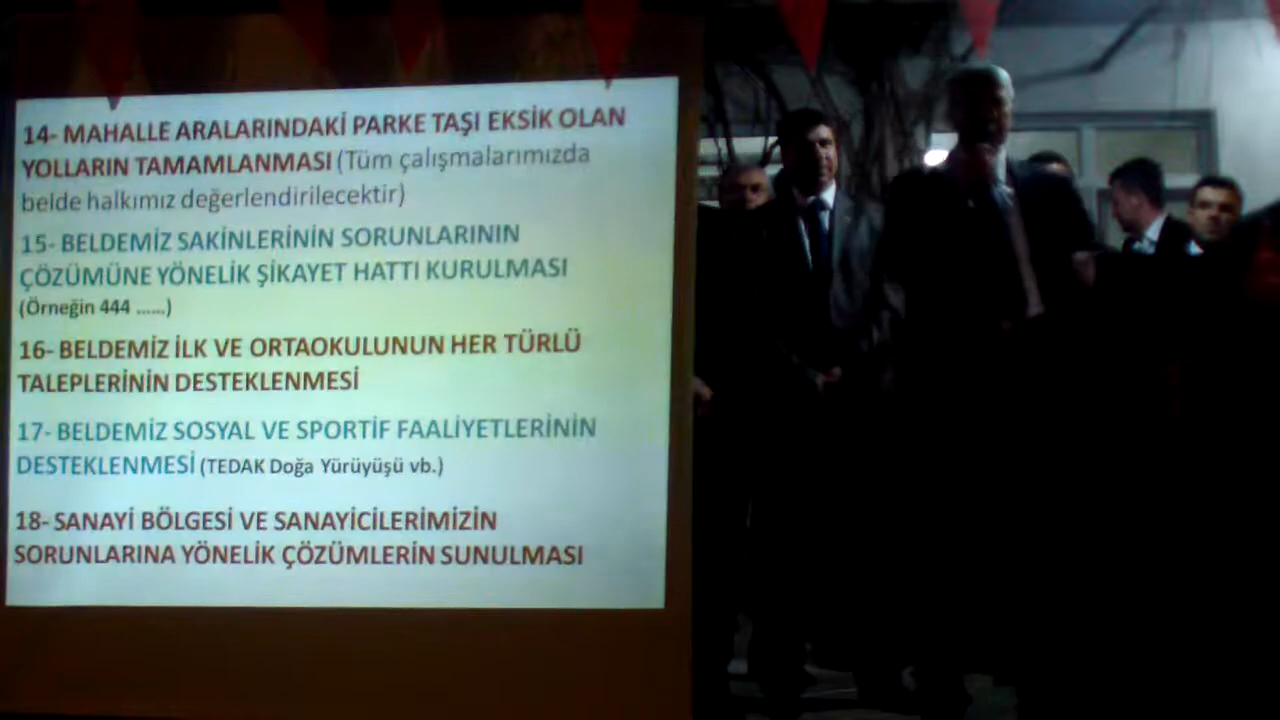 14- MAHALLE ARALARINDAKİ PARKE TAŞI EKSİK OLAN
YOLLARIN TAMAMLANMASI (Tüm çalışmalarımızda
belde halkımız değerlendirilecektir)
15- BELDEMİZ SAKİNLERİNİN SORUNLARININ
ÇÖZÜMÜNE YÖNELİK ŞİKAYET HATTI KURULMASI
(Örneğin 444 ......)
16- BELDEMİZ İLK VE ORTAOKULUNUN HER TÜRLÜ
TALEPLERİNİN DESTEKLENMESİ
17- BELDEMİZ SOSYAL VE SPORTİF FAALİYETLERİNİN
DESTEKLENMESİ (TEDAK Doğa Yürüyüşü vb.)
18- SANAYİ BÖLGESİ VE SANAYİCİLERİMİZİN
SORUNLARINA YÖNELİK ÇÖZÜMLERİN SUNULMASI